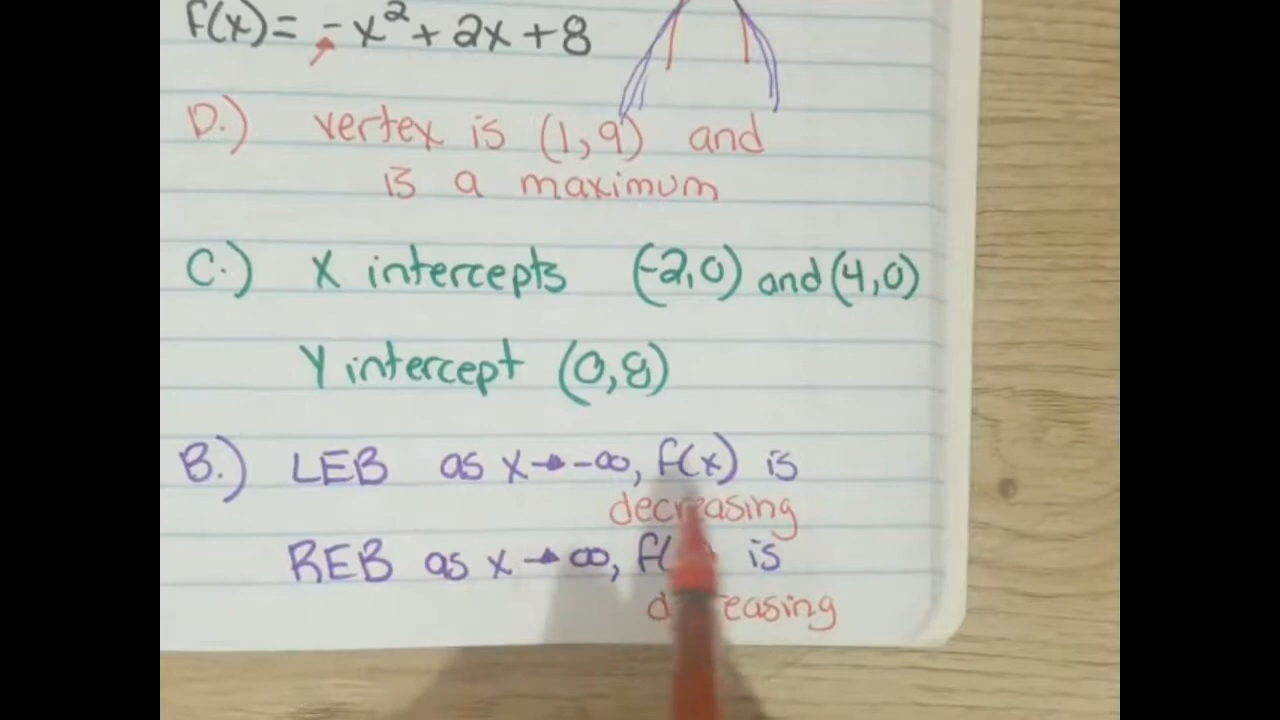 f(x) = -x² + 2x + 8
D.) vertex is (1,9) and
is a maximum
C.) X intercepts (-2,0) and (4,0)
Y intercept (0,8)
B.) LEB as x→-∞, f(x) is
decreasing
REB as x→∞, f( is
easing